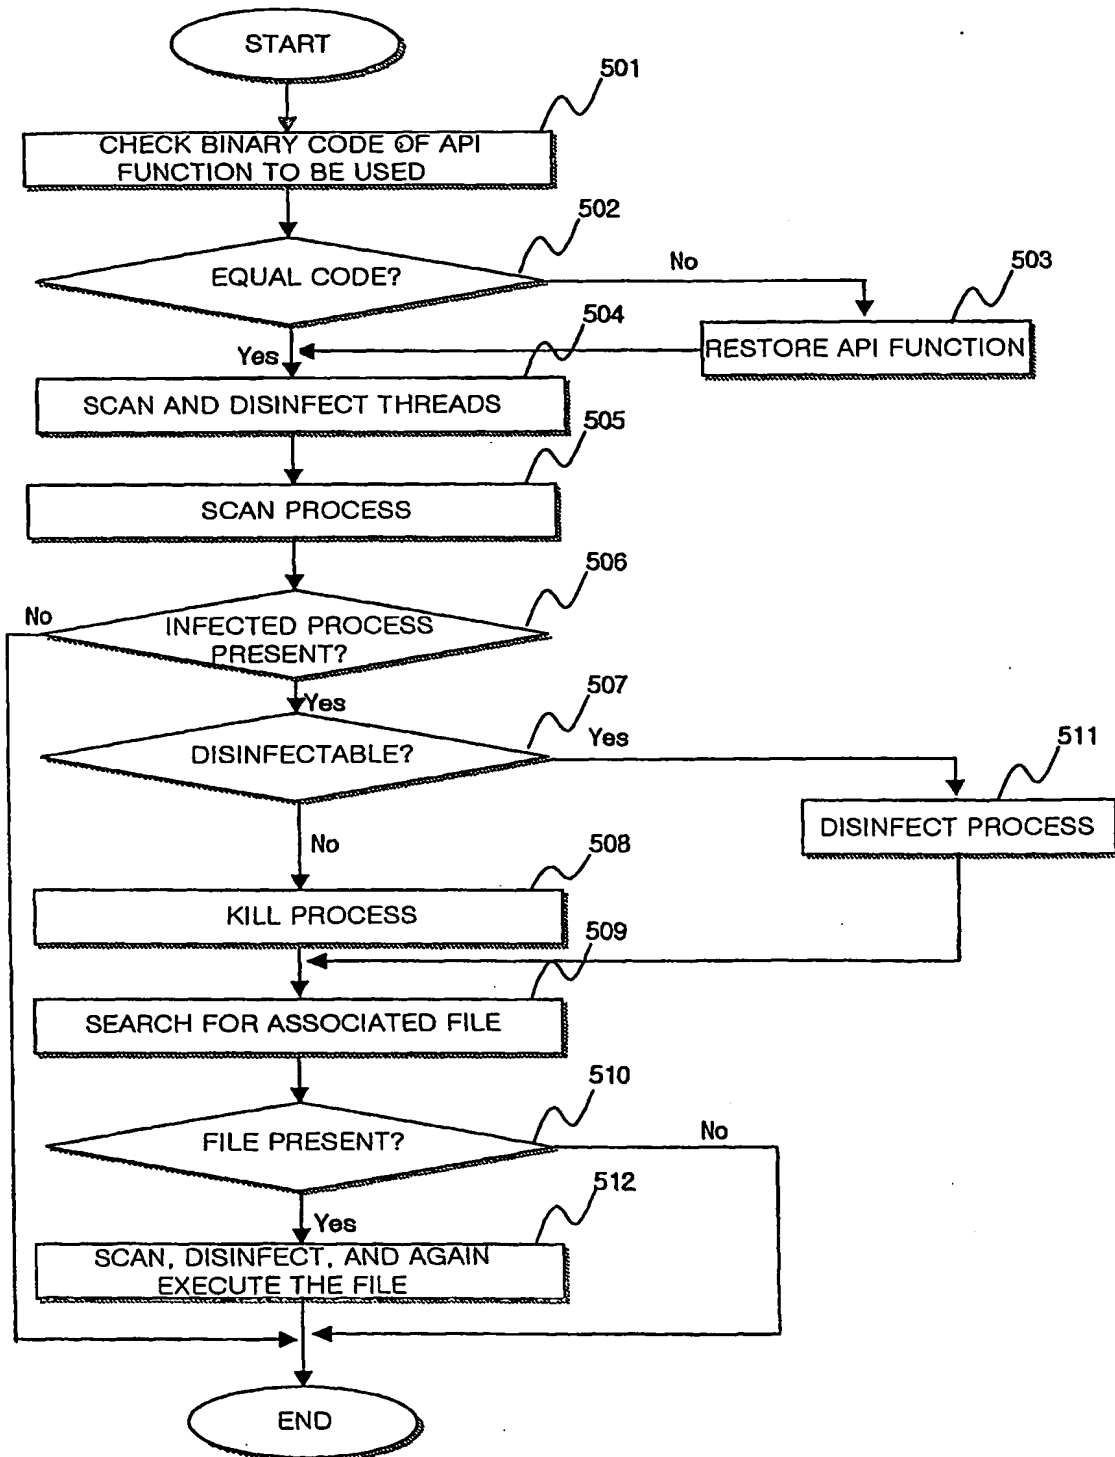 START
501
CHECK BINARY CODE OF API
FUNCTION TO BE USED
502
EQUAL CODE?
No
503
504
Yes
RESTORE API FUNCTION
SCAN AND DISINFECT THREADS
505
SCAN PROCESS
506
No
INFECTED PROCESS
PRESENT?
Yes
507
DISINFECTABLE?
Yes
511
DISINFECT PROCESS
No
508
KILL PROCESS
509
SEARCH FOR ASSOCIATED FILE
510
FILE PRESENT?
No
512
Yes
SCAN, DISINFECT, AND AGAIN
EXECUTE THE FILE
END